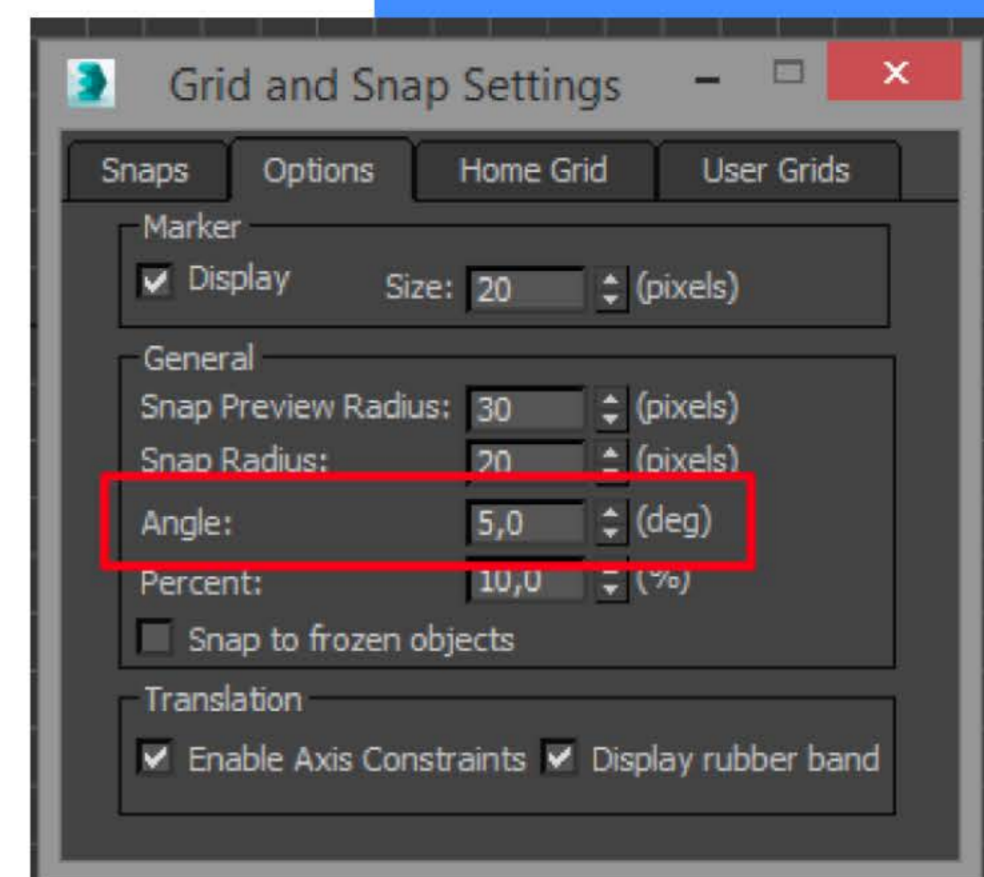 Grid and Snap Settings
Snaps Options Home Grid User Grids
Marker
Display Size: 20 (pixels)
General
Snap Preview Radius: 30 (pixels)
Snap Radius: 20 (pixels)
Angle: 5,0 (deg)
Percent: 10,0 (%)
Snap to frozen objects
Translation
Enable Axis Constraints Display rubber band